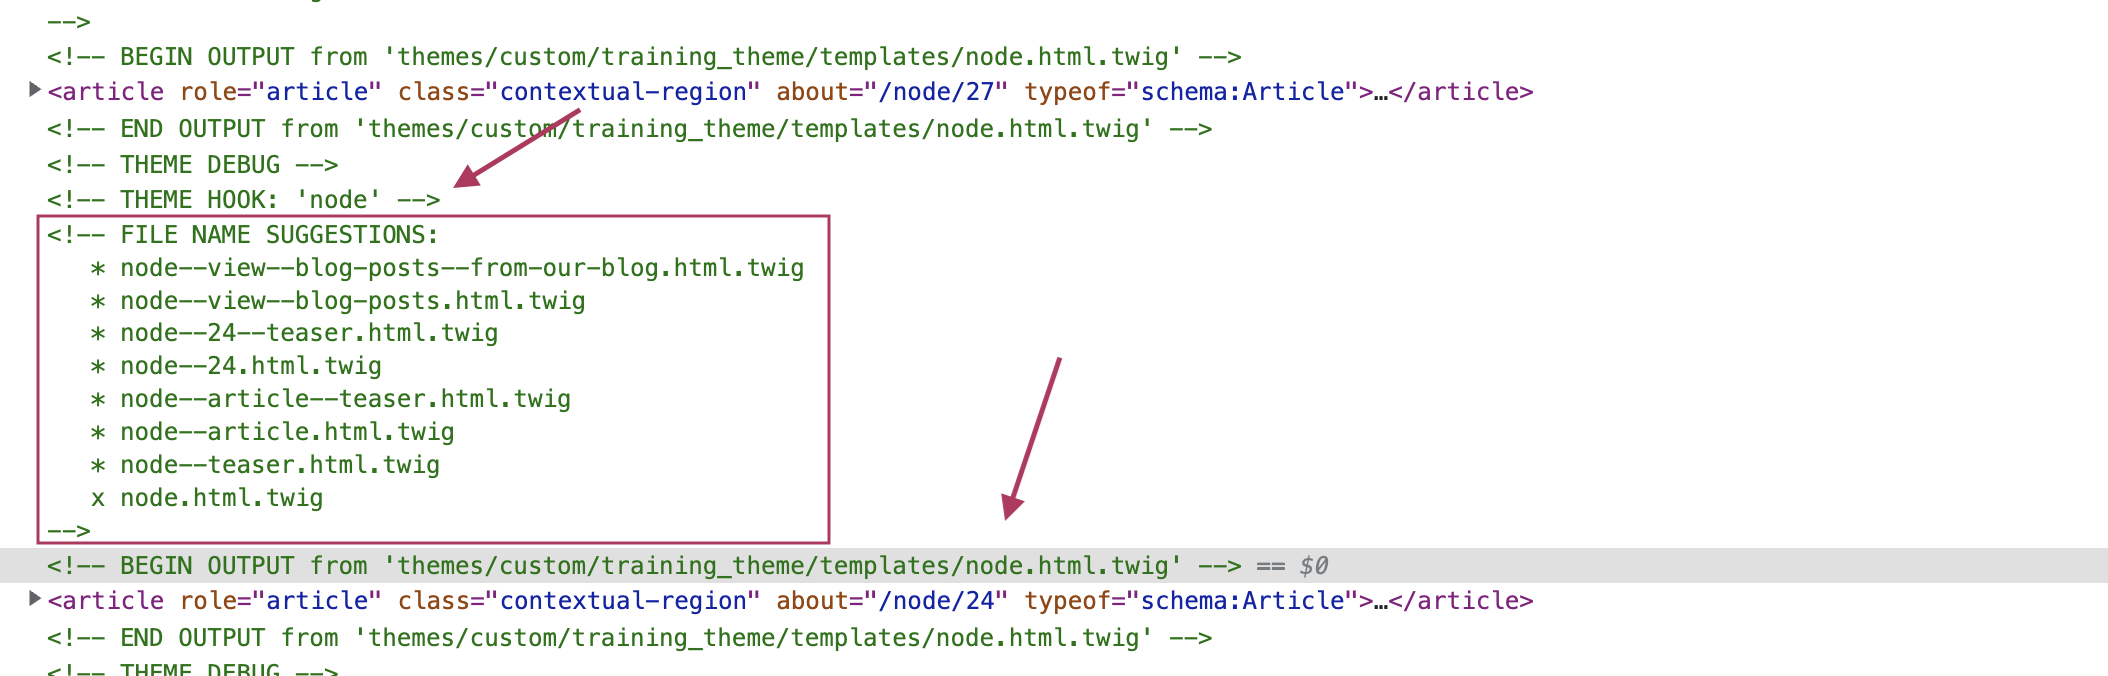 -->
<!-- BEGIN OUTPUT from 'themes/custom/training_theme/templates/node.html.twig' -->
<article role="article" class="contextual-region" about="/node/27" typeof="schema:Article">…</article>
<!-- END OUTPUT from 'themes/custom/training_theme/templates/node.html.twig' -->
<!-- THEME DEBUG -->
<!-- THEME HOOK: 'node' -->
<!-- FILE NAME SUGGESTIONS:
* node--view--blog-posts--from-our-blog.html.twig
* node--view--blog-posts.html.twig
* node--24--teaser.html.twig
* node--24.html.twig
* node--article--teaser.html.twig
* node--article.html.twig
* node--teaser.html.twig
x node.html.twig
-->
<!-- BEGIN OUTPUT from 'themes/custom/training_theme/templates/node.html.twig' --> == $0
<article role="article" class="contextual-region" about="/node/24" typeof="schema:Article">…</article>
<!-- END OUTPUT from 'themes/custom/training_theme/templates/node.html.twig' -->
<!-- THEME DEBUG -->